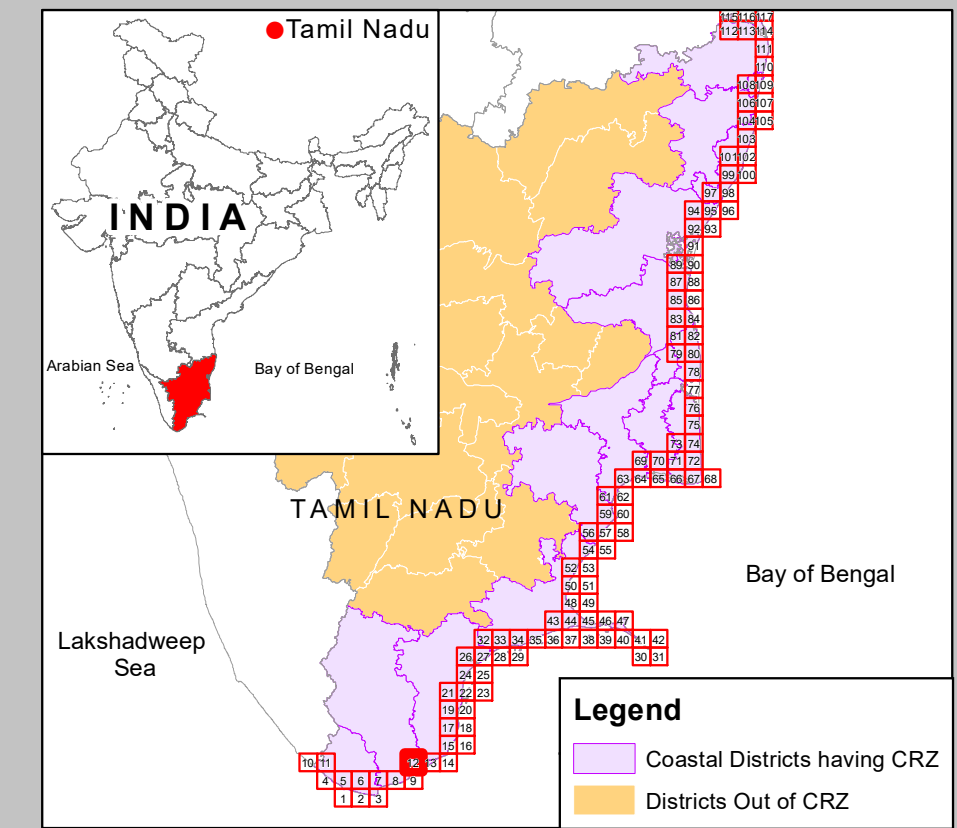 Tamil Nadu
INDIA
Arabian Sea
Bay of Bengal
115 116 117
112 113 114
111
110
108 109
106 107
104 105
103
101 102
99 100
97 98
94 95 96
92 93
91
89 90
87 88
85 86
83 84
81 82
79 80
78
77
76
75
73 74
69 70 71 72
63 64 65 66 67 68
61 62
TAMIL NADU
59 60
56 57 58
54 55
52 53
Bay of Bengal
50 51
48 49
43 44 45 46 47
Lakshadweep
Sea
32 33 34 35 36 37 38 39 40 41 42
26 27 28 29 30 31
24 25
21 22 23
19 20
17 18
15 16
10 11 12 13 14
4 5 6 7 8 9
1 2 3
Legend
Coastal Districts having CRZ
Districts Out of CRZ